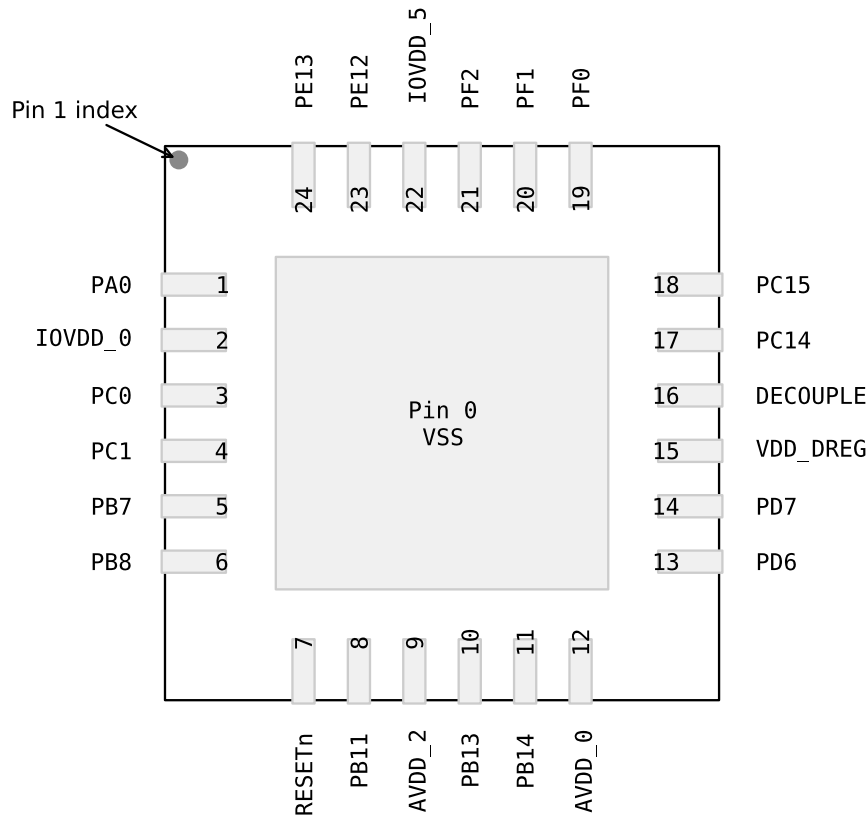 PE13
PE12
IOVDD_5
PF2
PF1
PF0
Pin 1 index
24
23
22
21
20
19
PA0 1
18 PC15
IOVDD_0 2
17 PC14
PC0 3
16 DECOUPLE
PC1 4
15 VDD_DREG
PB7 5
14 PD7
PB8 6
13 PD6
Pin 0
VSS
7
8
9
10
11
12
RESETn
PB11
AVDD_2
PB13
PB14
AVDD_0